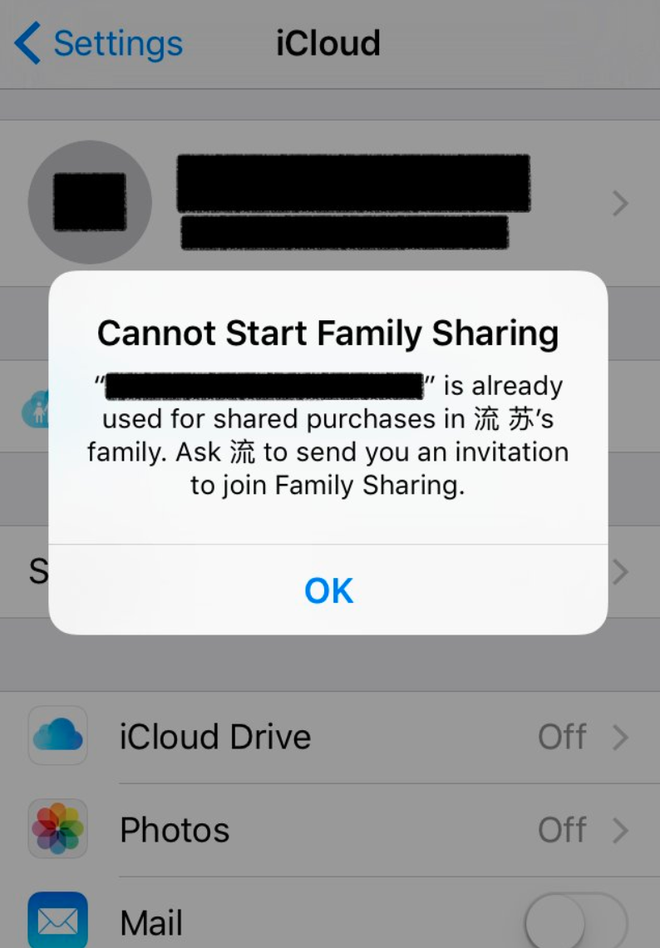 Settings
iCloud
Cannot Start Family Sharing
“ ” is already
used for shared purchases in 流 苏’s
family. Ask 流 to send you an invitation
to join Family Sharing.
S
OK
iCloud Drive Off
Photos Off
Mail